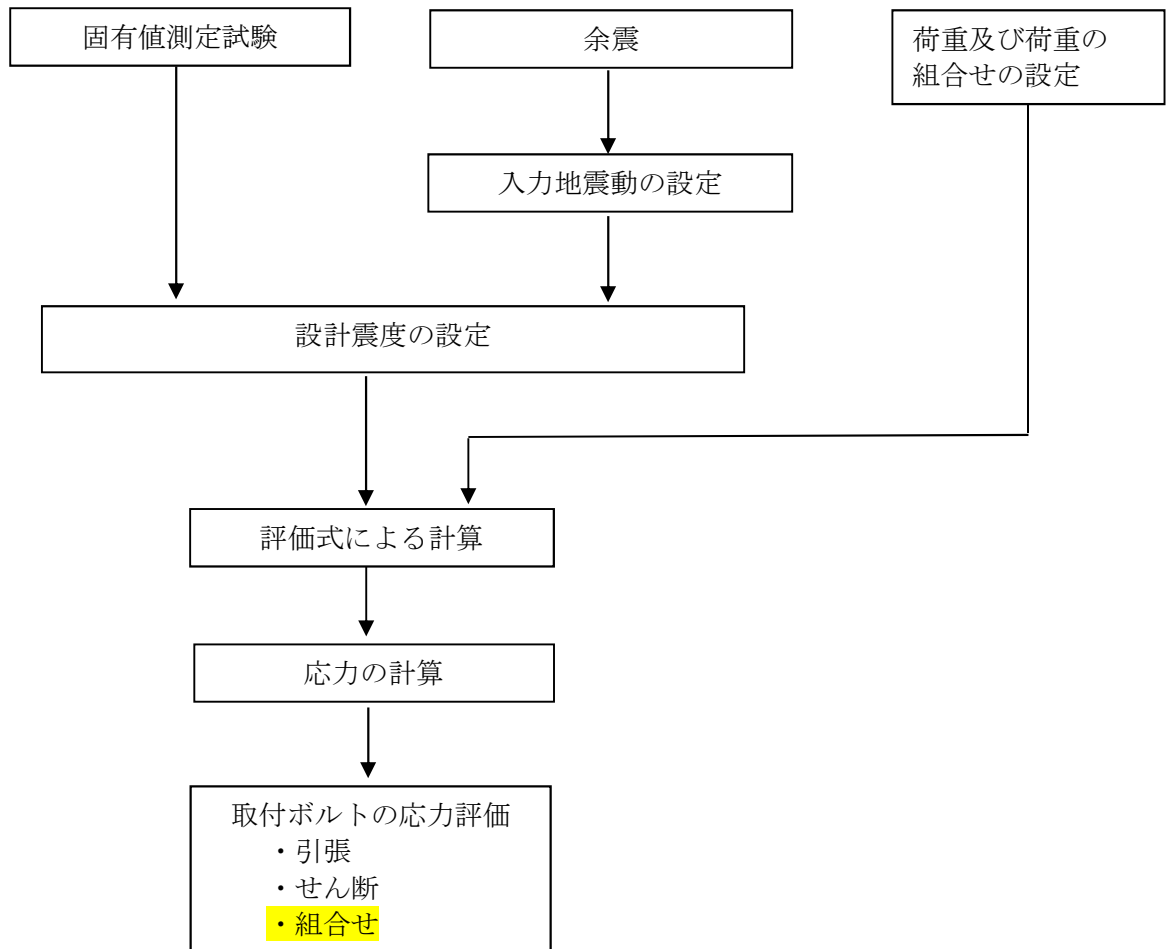 固有値測定試験
余震
荷重及び荷重の
組合せの設定
入力地震動の設定
設計震度の設定
評価式による計算
応力の計算
取付ボルトの応力評価
・引張
・せん断
・組合せ